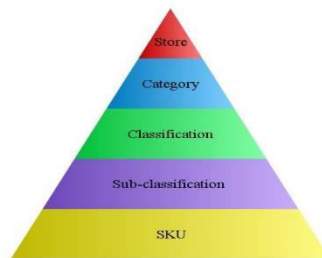 Store
Category
Classification
Sub-classification
SKU